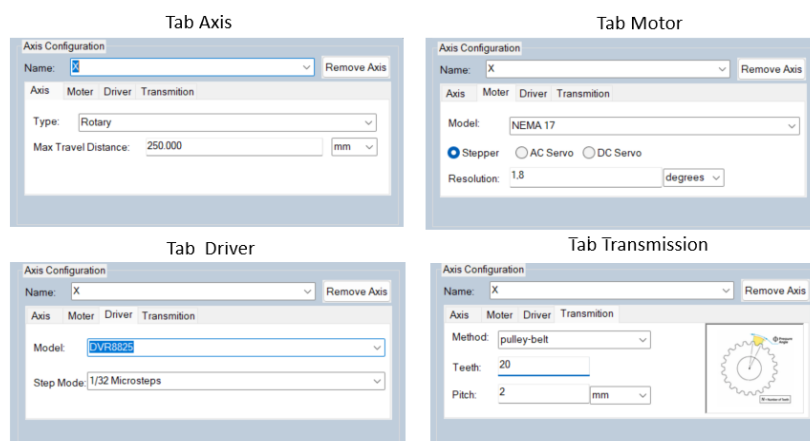 Tab Axis
Axis Configuration
Name: X Remove Axis
Axis Moter Driver Transmition
Type: Rotary
Max Travel Distance: 250.000 mm
Tab Motor
Axis Configuration
Name: X Remove Axis
Axis Moter Driver Transmition
Model: NEMA 17
Stepper AC Servo DC Servo
Resolution: 1,8 degrees
Tab Driver
Axis Configuration
Name: X Remove Axis
Axis Moter Driver Transmition
Model: DVR8825
Step Mode: 1/32 Microsteps
Tab Transmission
Axis Configuration
Name: X Remove Axis
Axis Moter Driver Transmition
Method: pulley-belt
Teeth: 20
Pitch: 2 mm
Pressure
Angle